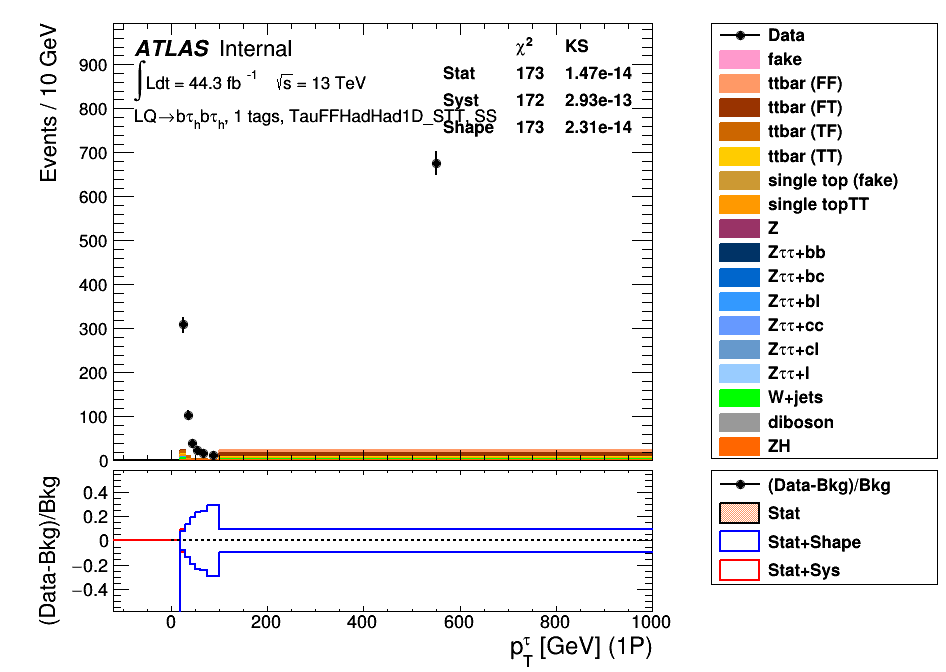 Events / 10 GeV
900
800
700
600
500
400
300
200
100
0
ATLAS Internal
∫Ldt = 44.3 fb⁻¹ √s = 13 TeV
LQ→bτₕbτₕ, 1 tags, TauFFHadHad1D_STT, SS
χ² KS
Stat 173 1.47e-14
Syst 172 2.93e-13
Shape 173 2.31e-14
Data
fake
ttbar (FF)
ttbar (FT)
ttbar (TF)
ttbar (TT)
single top (fake)
single topTT
Z
Zττ+bb
Zττ+bc
Zττ+bl
Zττ+cc
Zττ+cl
Zττ+l
W+jets
diboson
ZH
(Data-Bkg)/Bkg
0.4
0.2
0
−0.2
−0.4
0 200 400 600 800 1000
p_T^τ [GeV] (1P)
(Data-Bkg)/Bkg
Stat
Stat+Shape
Stat+Sys